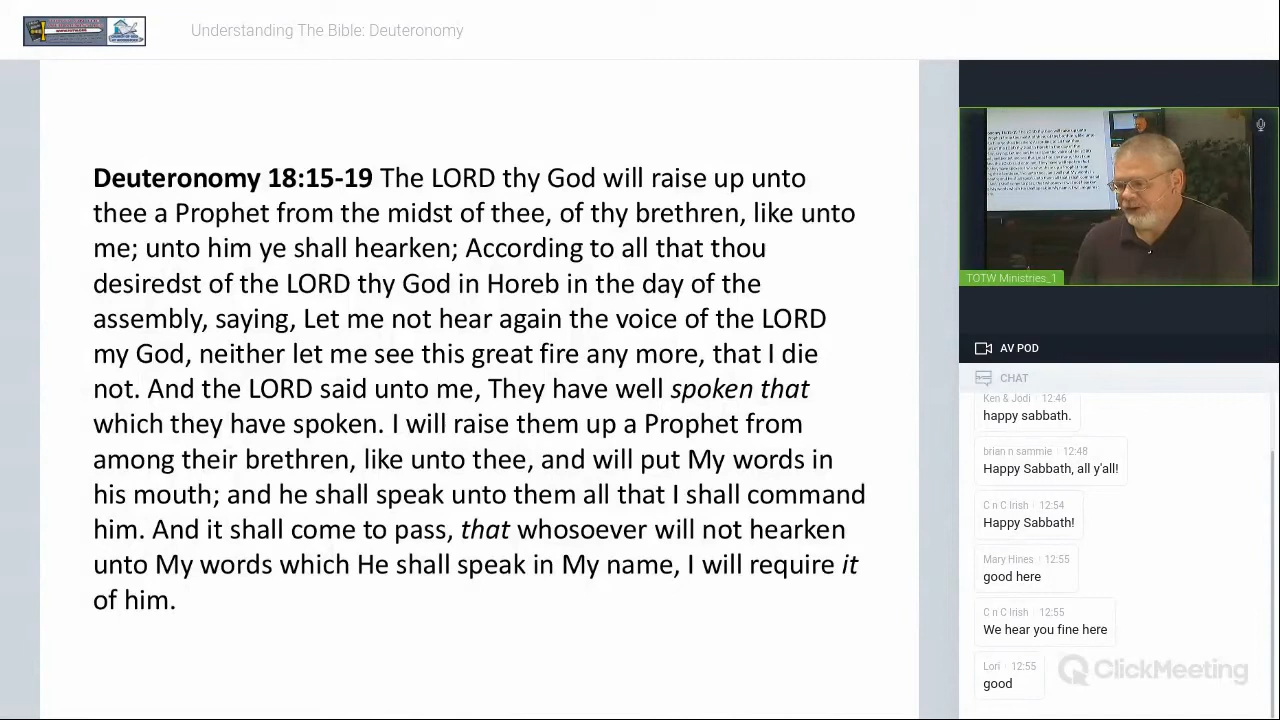 Understanding The Bible: Deuteronomy
Deuteronomy 18:15-19 The LORD thy God will raise up unto
thee a Prophet from the midst of thee, of thy brethren, like unto
me; unto him ye shall hearken; According to all that thou
desiredst of the LORD thy God in Horeb in the day of the
assembly, saying, Let me not hear again the voice of the LORD
my God, neither let me see this great fire any more, that I die
not. And the LORD said unto me, They have well spoken that
which they have spoken. I will raise them up a Prophet from
among their brethren, like unto thee, and will put My words in
his mouth; and he shall speak unto them all that I shall command
him. And it shall come to pass, that whosoever will not hearken
unto My words which He shall speak in My name, I will require it
of him.
TOTW Ministries_1
AV POD
CHAT
Ken & Jodi 12:46
happy sabbath.
brian n sammie 12:48
Happy Sabbath, all y'all!
C n C Irish 12:54
Happy Sabbath!
Mary Hines 12:55
good here
C n C Irish 12:55
We hear you fine here
Lori 12:55
good
ClickMeeting